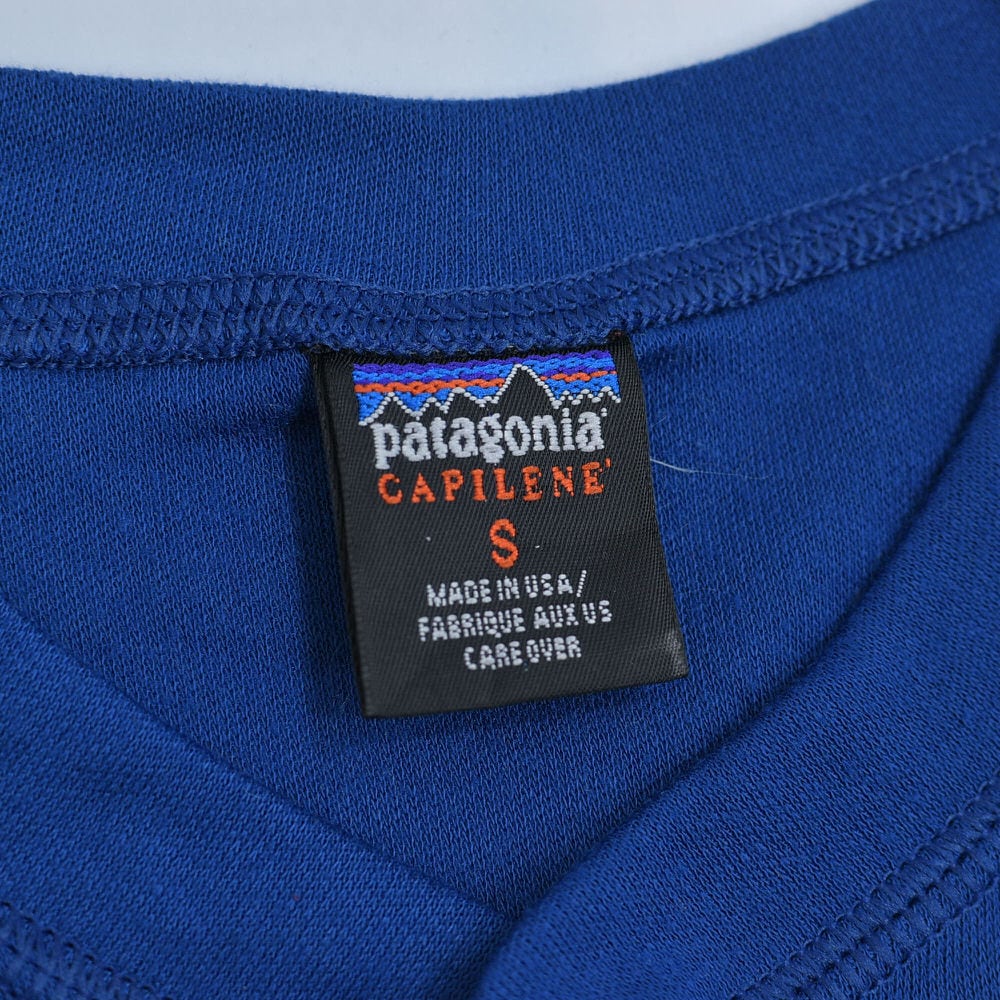 patagonia®
CAPILENE®
S
MADE IN USA/
FABRIQUE AUX US
CARE OVER